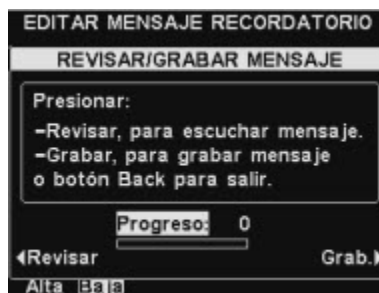 EDITAR MENSAJE RECORDATORIO
REVISAR/GRABAR MENSAJE
Presionar:
-Revisar, para escuchar mensaje.
-Grabar, para grabar mensaje
o botón Back para salir.
Progreso: 0
Revisar Grab.
Alta Baja